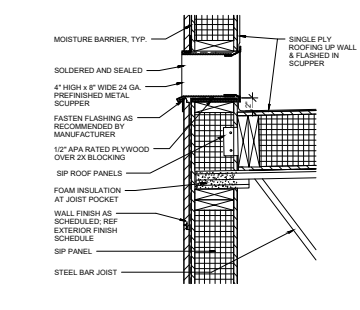 MOISTURE BARRIER, TYP.
SOLDERED AND SEALED
4" HIGH x 8" WIDE 24 GA.
PREFINISHED METAL
SCUPPER
FASTEN FLASHING AS
RECOMMENDED BY
MANUFACTURER
1/2" APA RATED PLYWOOD
OVER 2X BLOCKING
SIP ROOF PANELS
FOAM INSULATION
AT JOIST POCKET
WALL FINISH AS
SCHEDULED; REF
EXTERIOR FINISH
SCHEDULE
SIP PANEL
STEEL BAR JOIST
SINGLE PLY
ROOFING UP WALL
& FLASHED IN
SCUPPER
2"